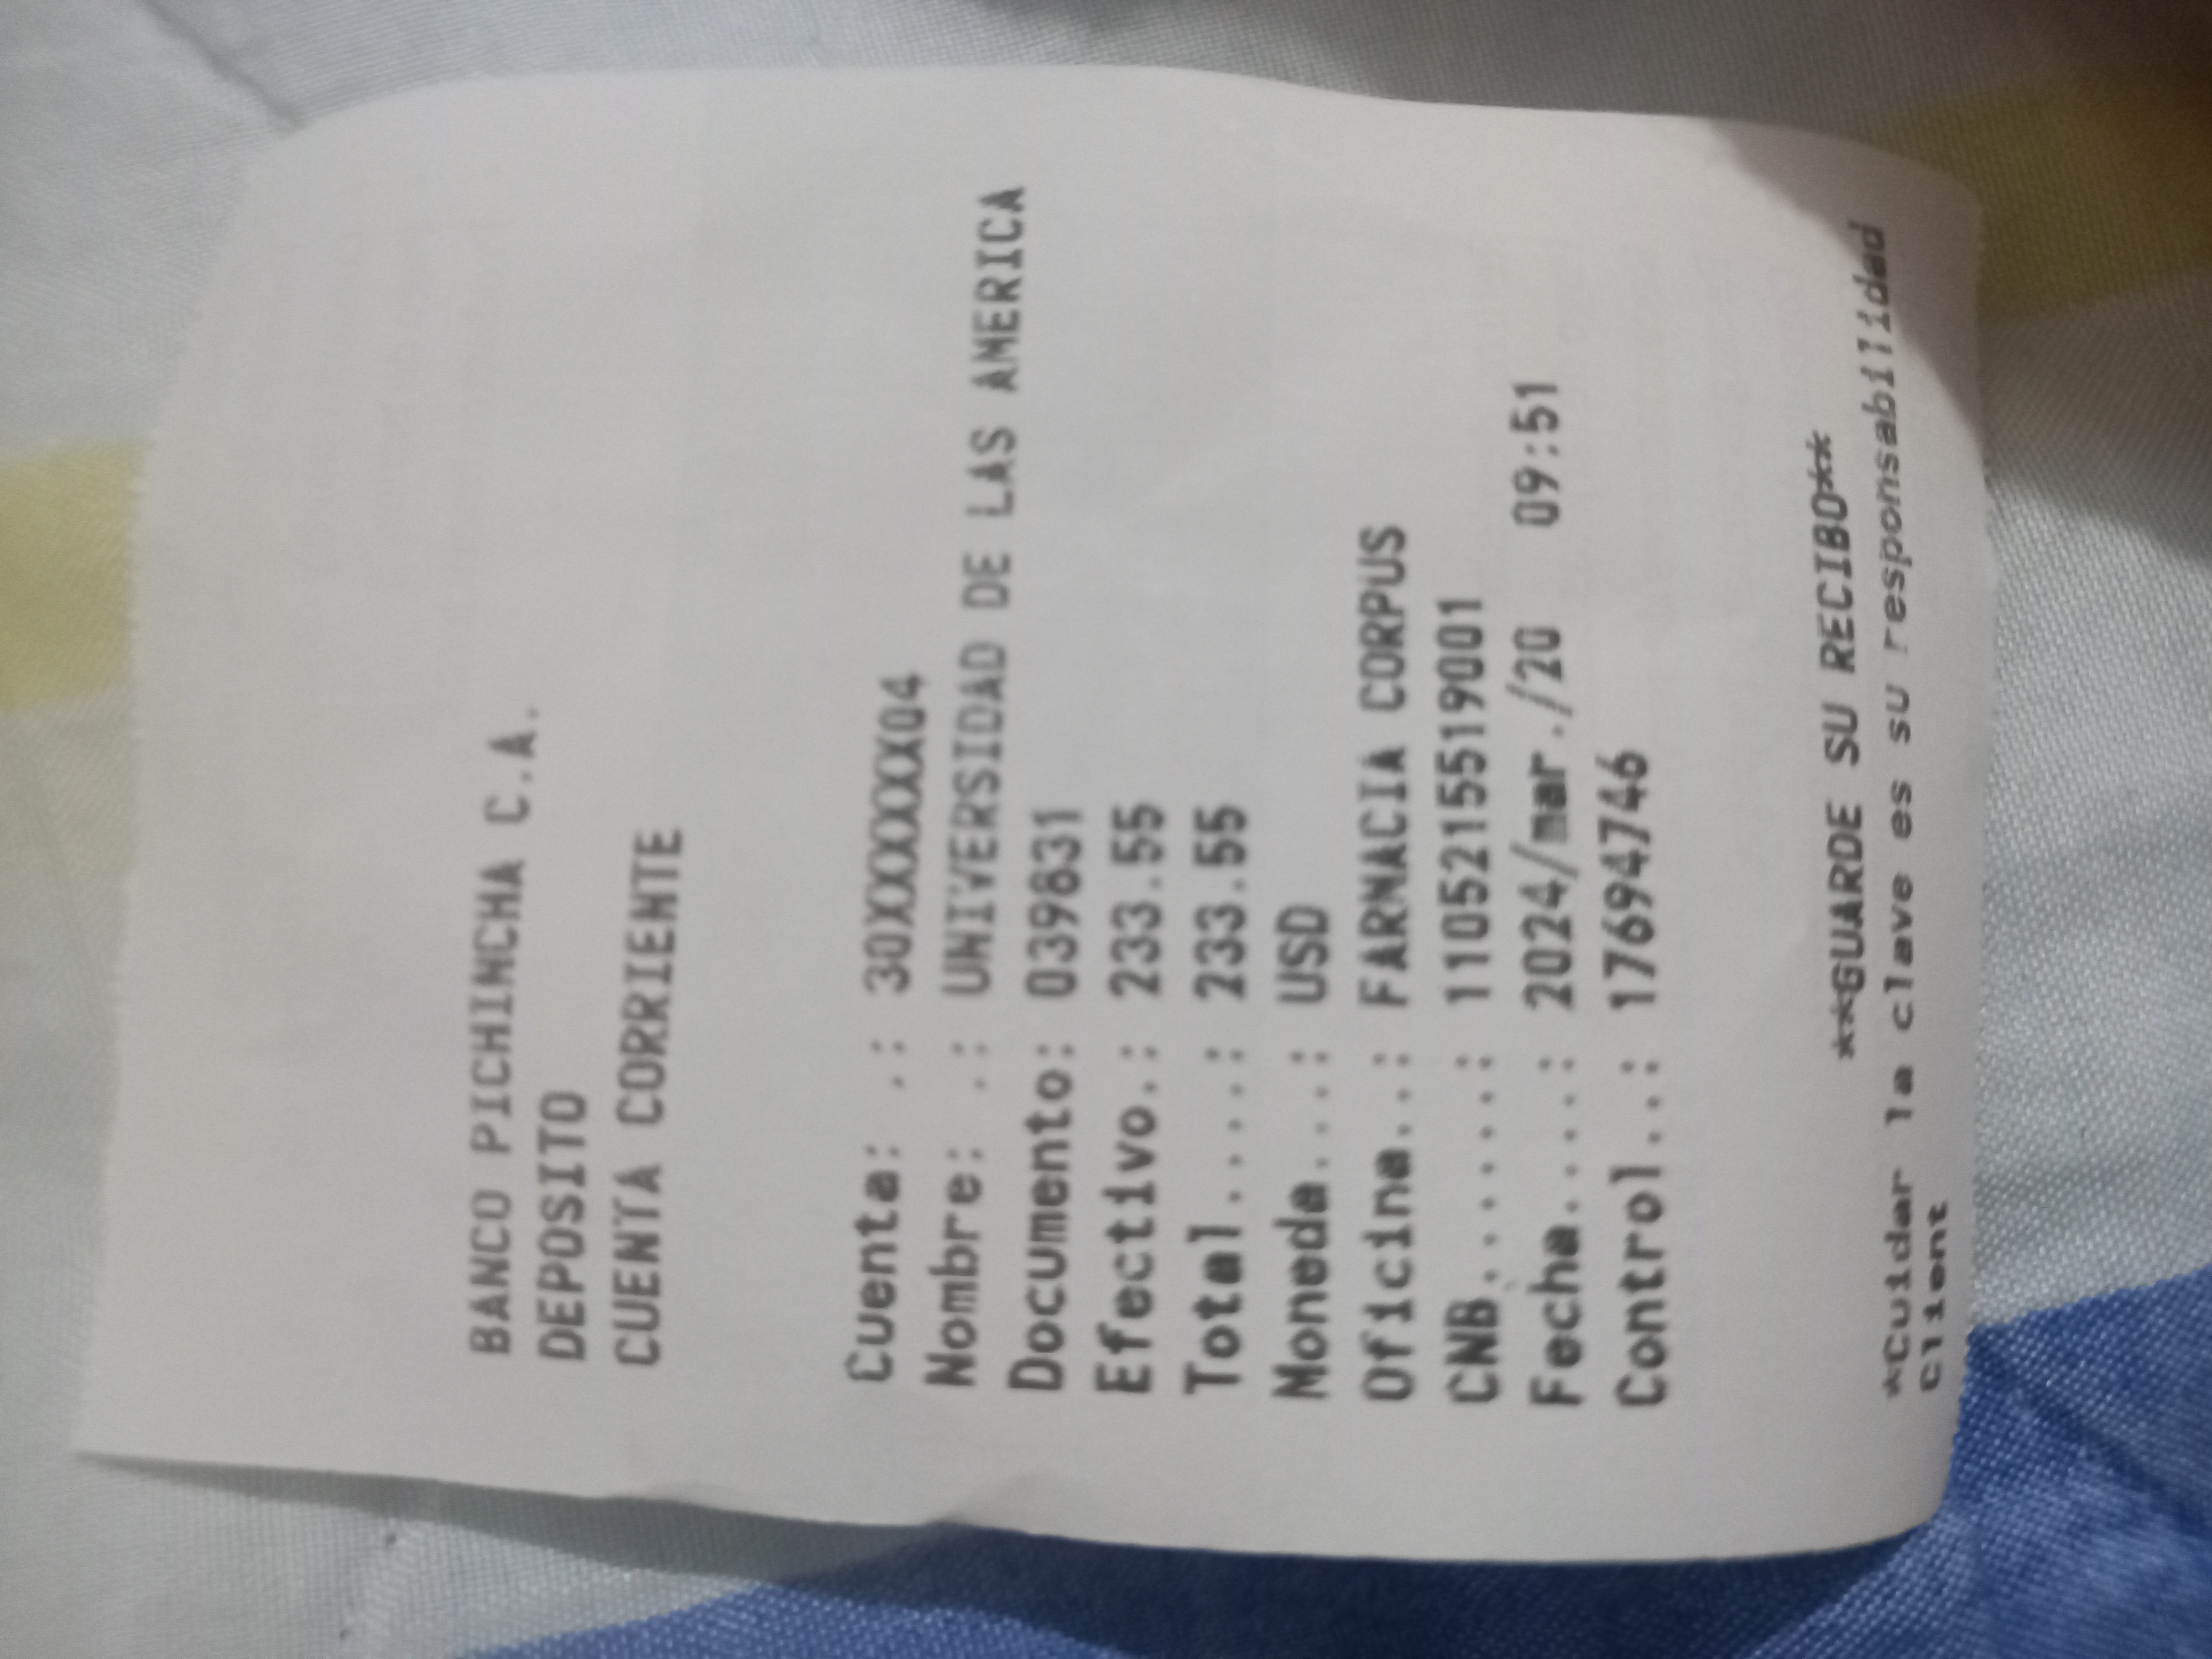 BANCO PICHINCHA C.A.
DEPOSITO
CUENTA CORRIENTE
Cuenta: .: 30XXXXXX04
Nombre: .: UNIVERSIDAD DE LAS AMERICA
Documento: 039831
Efectivo.: 233.55
Total.....: 233.55
Moneda....: USD
Oficina..: FARMACIA CORPUS
CNB.......: 1105215519001
Fecha.....: 2024/mar./20 09:51
Control...: 17694746
***GUARDE SU RECIBO**
*Cuidar la clave es su responsabilidad
Client